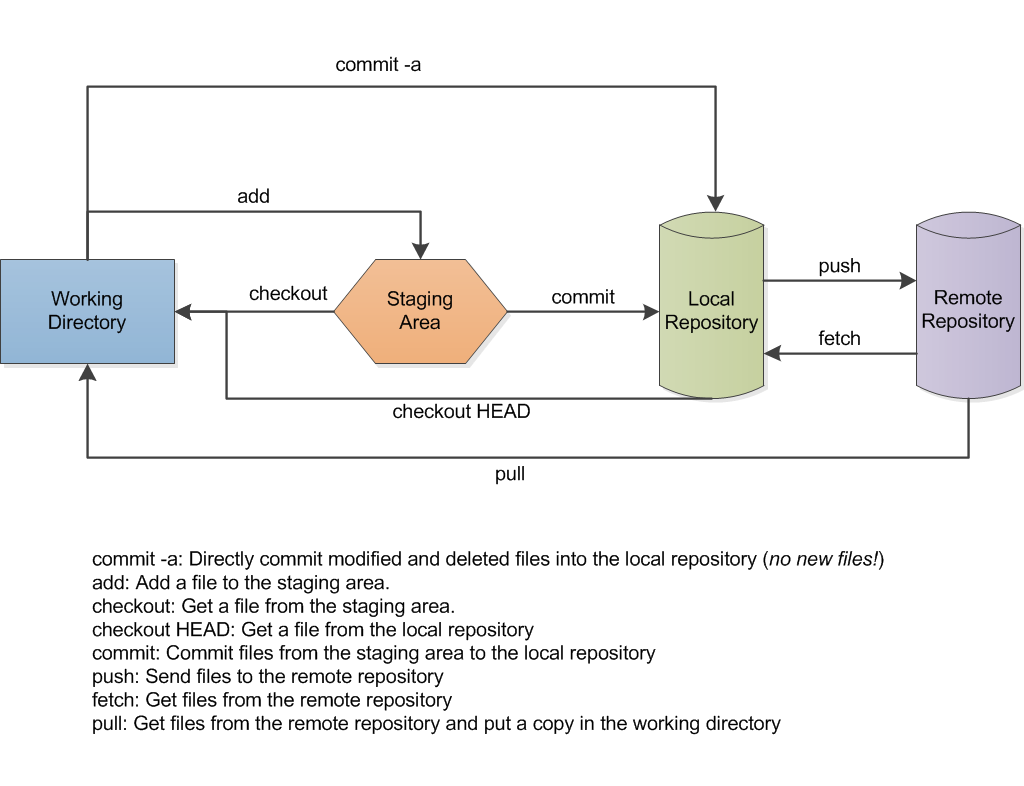 commit -a
add
checkout
commit
push
fetch
Working
Directory
Staging
Area
Local
Repository
Remote
Repository
checkout HEAD
pull
commit -a: Directly commit modified and deleted files into the local repository (no new files!)
add: Add a file to the staging area.
checkout: Get a file from the staging area.
checkout HEAD: Get a file from the local repository
commit: Commit files from the staging area to the local repository
push: Send files to the remote repository
fetch: Get files from the remote repository
pull: Get files from the remote repository and put a copy in the working directory